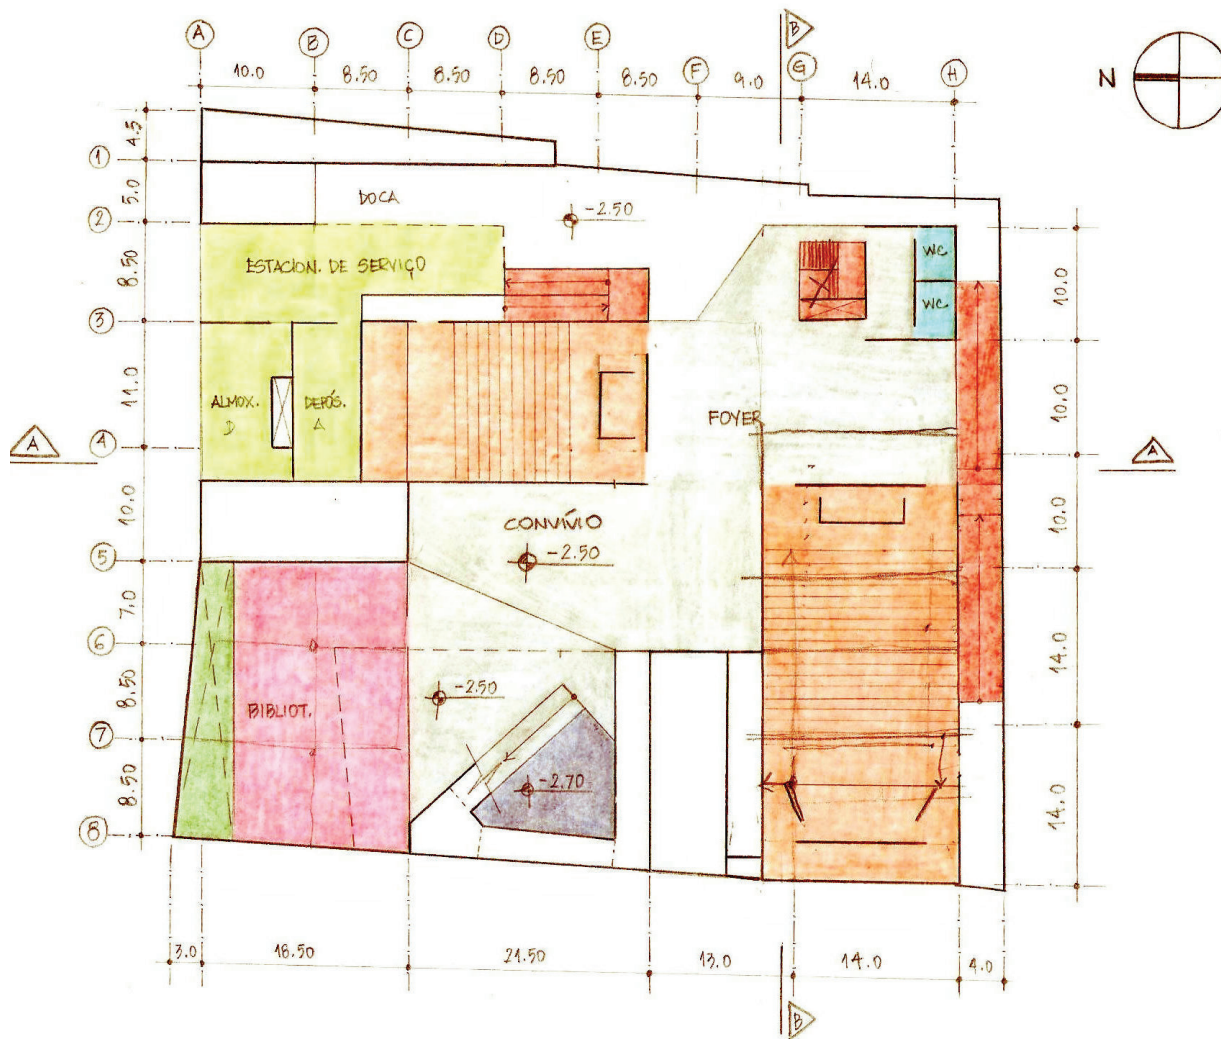 A B C D E F G H
B
10.0 8.50 8.50 8.50 8.50 9.0 14.0
N
4.5
1
5.0
2
8.50
3
11.0
4
10.0
5
7.0
6
8.50
7
8.50
8
DOCA
-2.50
ESTACION. DE SERVIÇO
WC
WC
ALMOX.
DEPÓS.
FOYER
A
A
CONVÍVIO
-2.50
-2.50
BIBLIOT.
-2.70
10.0
10.0
10.0
14.0
14.0
3.0 18.50 21.50 13.0 14.0 4.0
B